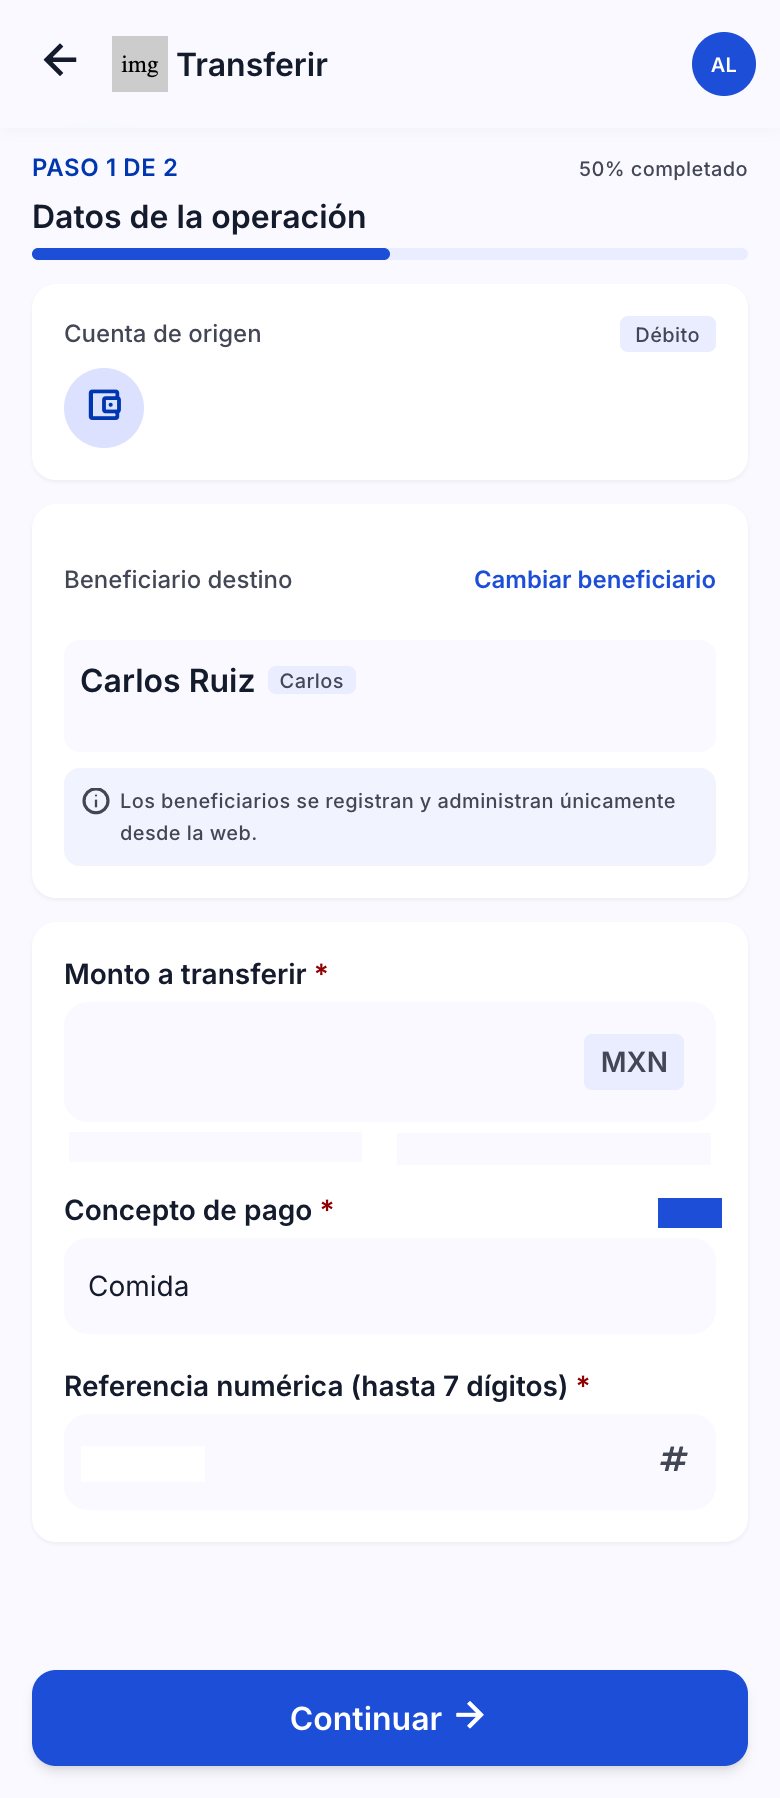 img Transferir
AL
PASO 1 DE 2
50% completado
Datos de la operación
Cuenta de origen
Débito
Beneficiario destino
Cambiar beneficiario
Carlos Ruiz
Carlos
Los beneficiarios se registran y administran únicamente
desde la web.
Monto a transferir *
MXN
Concepto de pago *
Comida
Referencia numérica (hasta 7 dígitos) *
#
Continuar →